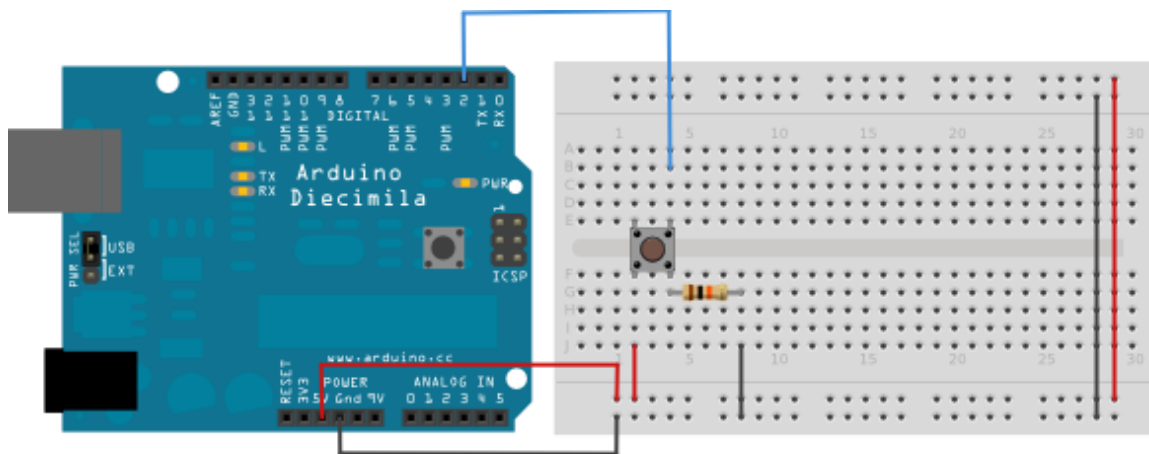 AREF GND 13 12 11 10 9 8 7 6 5 4 3 2 1 0
DIGITAL
PWM PWM PWM PWM PWM PWM TX RX
L
TX
RX
Arduino
Diecimila
PWR
1
ICSP
PWR SEL
USB
EXT
www.arduino.cc
POWER
ANALOG IN
RESET 3V3 5V Gnd 9V 0 1 2 3 4 5
1 5 10 15 20 25 30
A
B
C
D
E
F
G
H
I
J
1 5 10 15 20 25 30